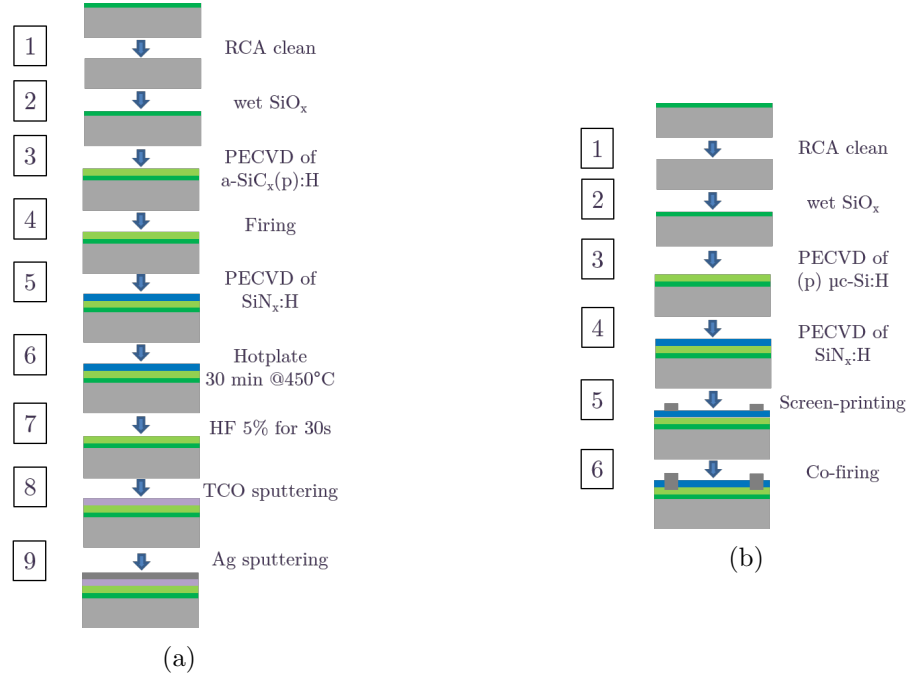 1
RCA clean
2
wet SiOₓ
3
PECVD of
a-SiCₓ(p):H
4
Firing
5
PECVD of
SiNₓ:H
6
Hotplate
30 min @450°C
7
HF 5% for 30s
8
TCO sputtering
9
Ag sputtering
(a)
1
RCA clean
2
wet SiOₓ
3
PECVD of
(p) µc-Si:H
4
PECVD of
SiNₓ:H
5
Screen-printing
6
Co-firing
(b)